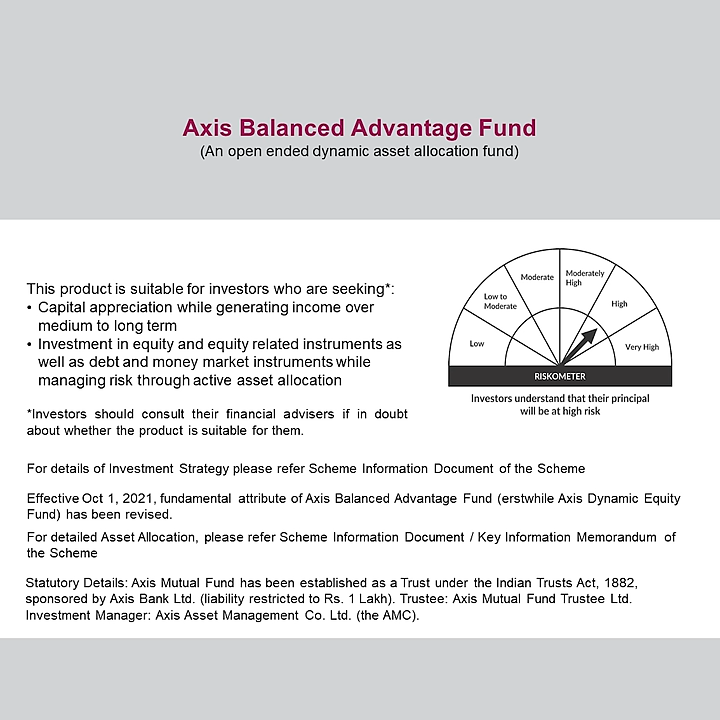 Axis Balanced Advantage Fund
(An open ended dynamic asset allocation fund)
This product is suitable for investors who are seeking*:
• Capital appreciation while generating income over
medium to long term
• Investment in equity and equity related instruments as
well as debt and money market instruments while
managing risk through active asset allocation
*Investors should consult their financial advisers if in doubt
about whether the product is suitable for them.
Low
Low to
Moderate
Moderate
Moderately
High
High
Very High
RISKOMETER
Investors understand that their principal
will be at high risk
For details of Investment Strategy please refer Scheme Information Document of the Scheme
Effective Oct 1, 2021, fundamental attribute of Axis Balanced Advantage Fund (erstwhile Axis Dynamic Equity
Fund) has been revised.
For detailed Asset Allocation, please refer Scheme Information Document / Key Information Memorandum of
the Scheme
Statutory Details: Axis Mutual Fund has been established as a Trust under the Indian Trusts Act, 1882,
sponsored by Axis Bank Ltd. (liability restricted to Rs. 1 Lakh). Trustee: Axis Mutual Fund Trustee Ltd.
Investment Manager: Axis Asset Management Co. Ltd. (the AMC).